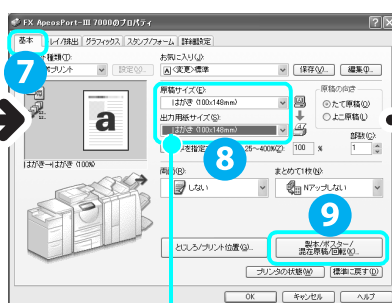 FX ApeosPort-III 7000のプロパティ
基本 レイ/排出 グラフィックス スタンプ/フォーム 詳細設定
7
種類(T):
プリント
設定(S)...
お気に入り(J):
<変更>標準
保存(V)...
編集(I)...
原稿サイズ(E):
はがき (100x148mm)
出力用紙サイズ(S):
はがき (100x148mm)
原稿の向き
たて原稿(Q)
よこ原稿(L)
を指定 25~400%(Z): 100 %
部数(C):
1
8
a
はがき→はがき (100%)
両面(R):
しない
まとめて1枚(N):
Nアップしない
9
とじしろ/プリント位置(G)...
製本/ポスター/
混在原稿/回転(X)...
プリンタの状態(W)
標準に戻す(D)
OK
キャンセル
ヘルプ